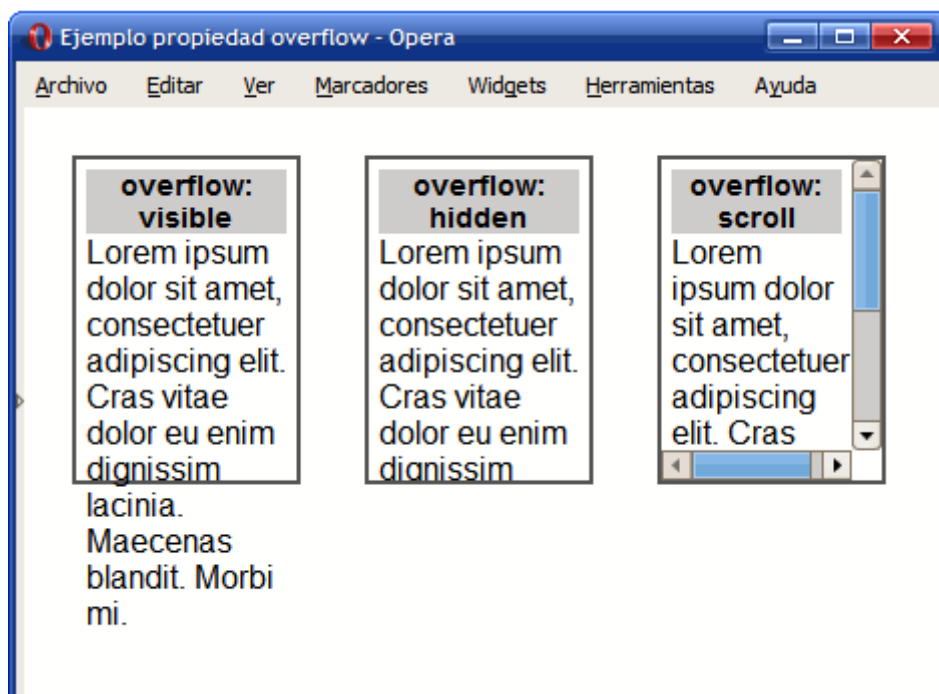 Ejemplo propiedad overflow - Opera
Archivo Editar Ver Marcadores Widgets Herramientas Ayuda
overflow:
visible
Lorem ipsum
dolor sit amet,
consectetuer
adipiscing elit.
Cras vitae
dolor eu enim
dignissim
lacinia.
Maecenas
blandit. Morbi
mi.
overflow:
hidden
Lorem ipsum
dolor sit amet,
consectetuer
adipiscing elit.
Cras vitae
dolor eu enim
dignissim
overflow:
scroll
Lorem
ipsum dolor
sit amet,
consectetuer
adipiscing
elit. Cras